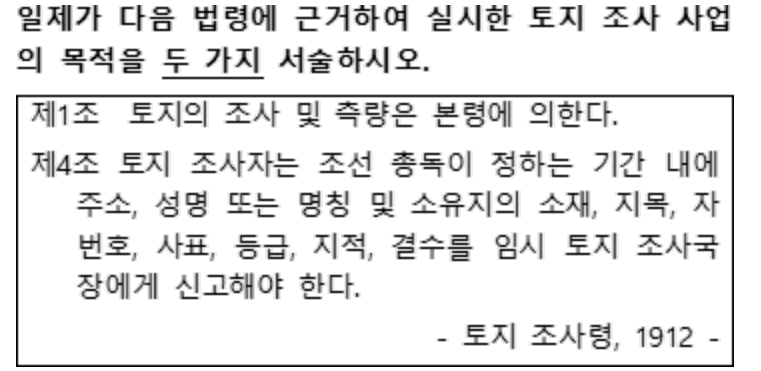 일제가 다음 법령에 근거하여 실시한 토지 조사 사업
의 목적을 두 가지 서술하시오.
제1조 토지의 조사 및 측량은 본령에 의한다.
제4조 토지 조사자는 조선 총독이 정하는 기간 내에
주소, 성명 또는 명칭 및 소유지의 소재, 지목, 자
번호, 사표, 등급, 지적, 결수를 임시 토지 조사국
장에게 신고해야 한다.
- 토지 조사령, 1912 -